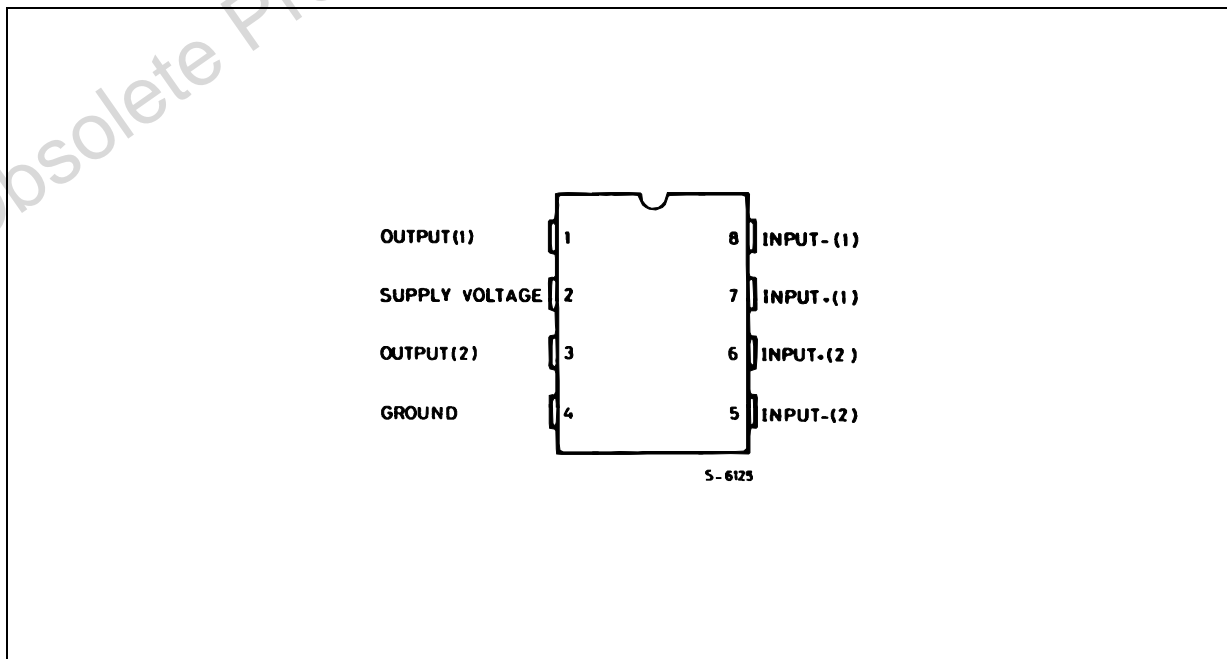 Obsolete Pr
OUTPUT(1)
1
8
INPUT-(1)
SUPPLY VOLTAGE
2
7
INPUT+(1)
OUTPUT(2)
3
6
INPUT+(2)
GROUND
4
5
INPUT-(2)
S-6125